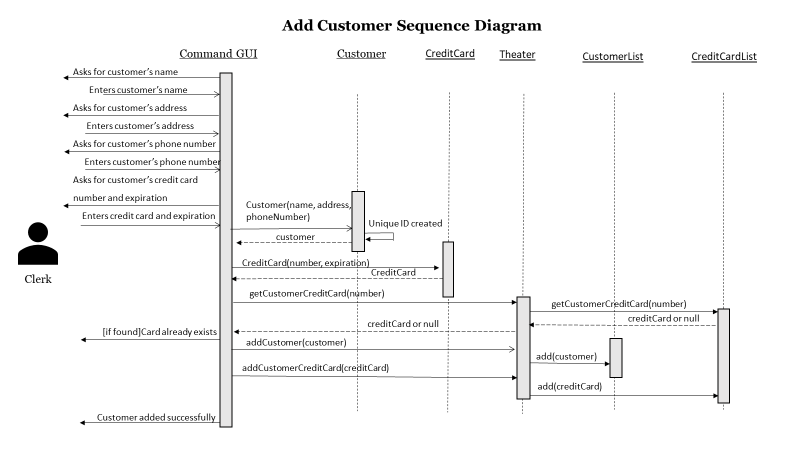 Add Customer Sequence Diagram
Command GUI
Customer
CreditCard
Theater
CustomerList
CreditCardList
Asks for customer's name
Enters customer's name
Asks for customer's address
Enters customer's address
Asks for customer's phone number
Enters customer's phone number
Asks for customer's credit card
number and expiration
Enters credit card and expiration
Customer(name, address,
phoneNumber)
Unique ID created
customer
Clerk
CreditCard(number, expiration)
CreditCard
getCustomerCreditCard(number)
getCustomerCreditCard(number)
creditCard or null
creditCard or null
[if found]Card already exists
addCustomer(customer)
add(customer)
addCustomerCreditCard(creditCard)
add(creditCard)
Customer added successfully